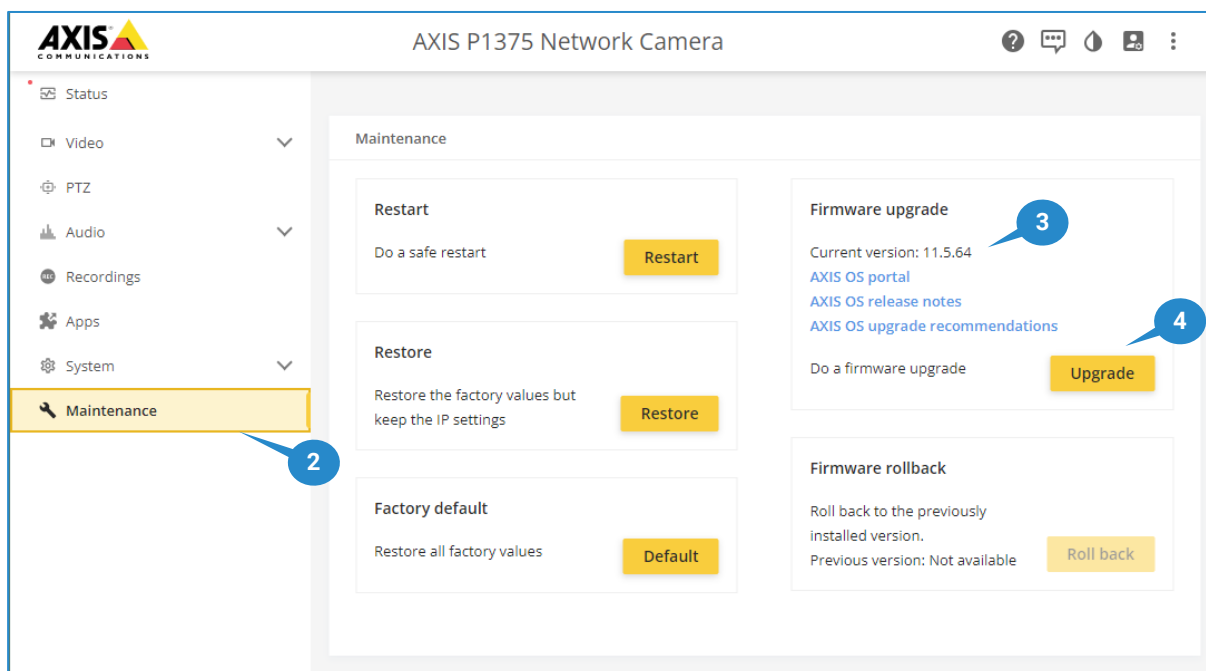 AXIS
COMMUNICATIONS
AXIS P1375 Network Camera
Status
Video
PTZ
Audio
REC
Recordings
Apps
System
Maintenance
2
Maintenance
Restart
Do a safe restart
Restart
Restore
Restore the factory values but
keep the IP settings
Restore
Factory default
Restore all factory values
Default
Firmware upgrade
3
Current version: 11.5.64
AXIS OS portal
AXIS OS release notes
AXIS OS upgrade recommendations
4
Do a firmware upgrade
Upgrade
Firmware rollback
Roll back to the previously
installed version.
Previous version: Not available
Roll back